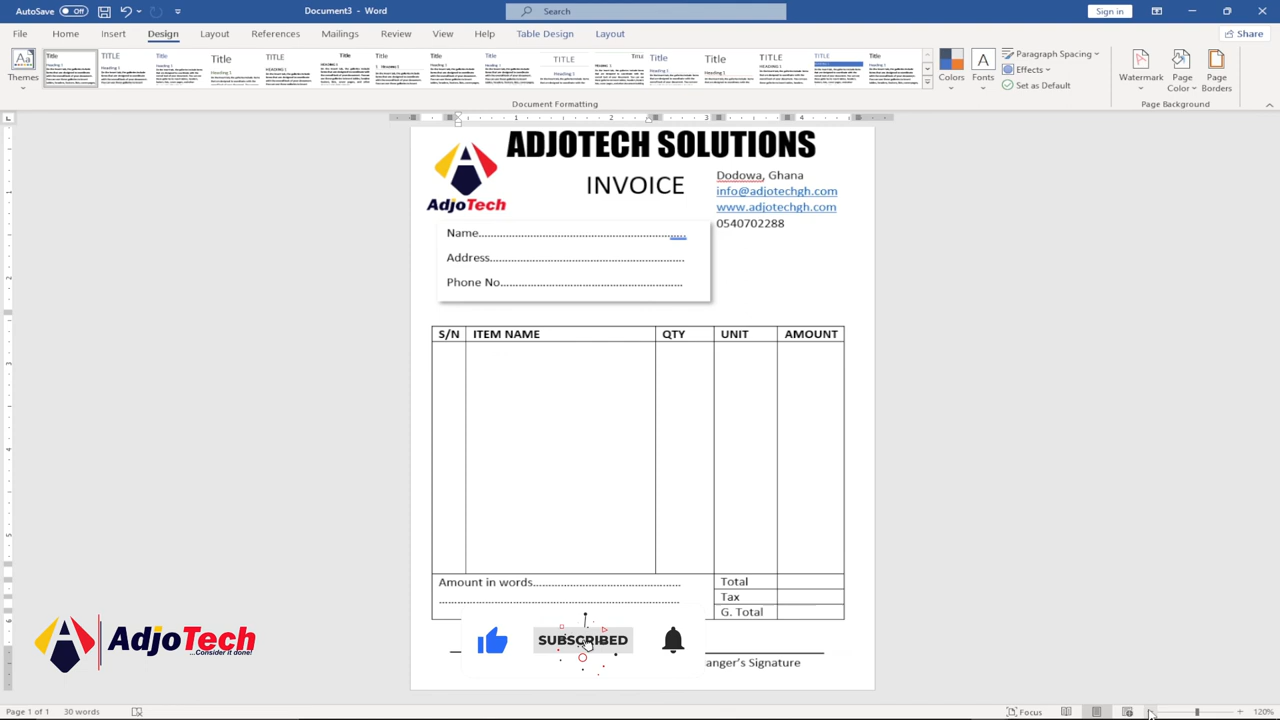 AutoSave Off Document3 - Word Search Sign in
File Home Insert Design Layout References Mailings Review View Help Table Design Layout Share
Themes
Colors
Fonts
Paragraph Spacing
Effects
Set as Default
Watermark
Page Color
Page Borders
Document Formatting
Page Background
ADJOTECH SOLUTIONS
INVOICE
AdjoTech
Dodowa, Ghana
info@adjotechgh.com
www.adjotechgh.com
0540702288
Name
Address
Phone No
S/N ITEM NAME QTY UNIT AMOUNT
Amount in words
Total
Tax
G. Total
SUBSCRIBED
anger's Signature
AdjoTech
...Consider it done!
Page 1 of 1 30 words Focus 120%